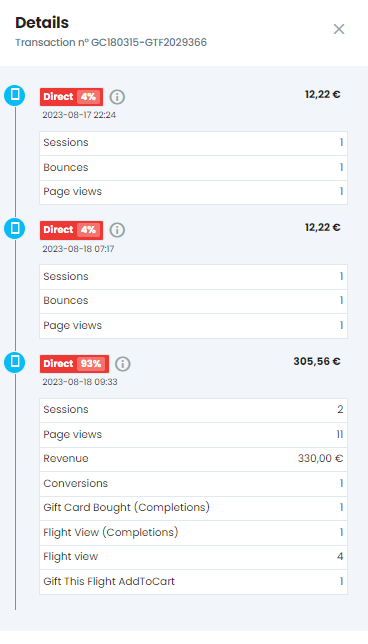 Details
Transaction nº GC180315-GTF2029366
Direct 4% 12,22 €
2023-08-17 22:24
Sessions 1
Bounces 1
Page views 1
Direct 4% 12,22 €
2023-08-18 07:17
Sessions 1
Bounces 1
Page views 1
Direct 93% 305,56 €
2023-08-18 09:33
Sessions 2
Page views 11
Revenue 330,00 €
Conversions 1
Gift Card Bought (Completions) 1
Flight View (Completions) 1
Flight view 4
Gift This Flight AddToCart 1